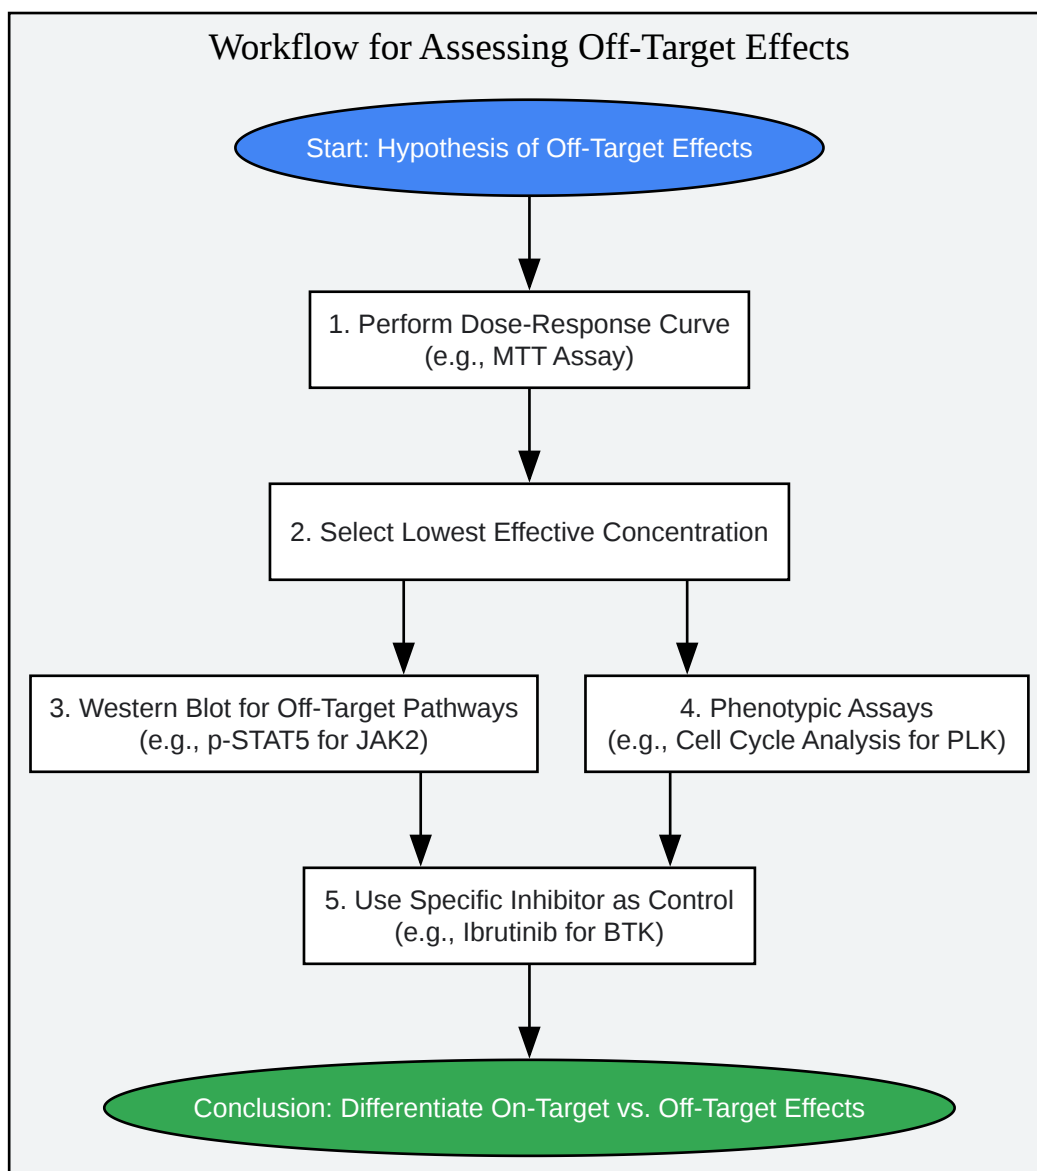 Workflow for Assessing Off-Target Effects
Start: Hypothesis of Off-Target Effects
1. Perform Dose-Response Curve
(e.g., MTT Assay)
2. Select Lowest Effective Concentration
3. Western Blot for Off-Target Pathways
(e.g., p-STAT5 for JAK2)
4. Phenotypic Assays
(e.g., Cell Cycle Analysis for PLK)
5. Use Specific Inhibitor as Control
(e.g., Ibrutinib for BTK)
Conclusion: Differentiate On-Target vs. Off-Target Effects